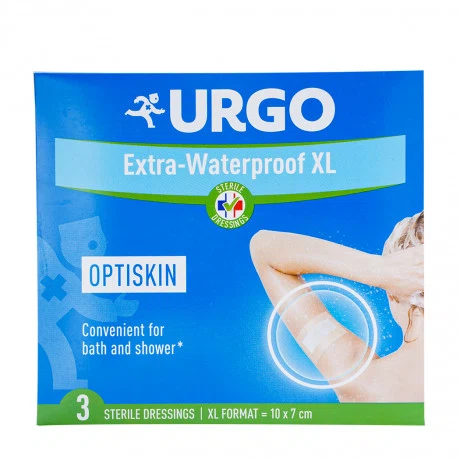 URGO
Extra-Waterproof XL
STERILE
DRESSINGS
OPTISKIN
Convenient for
bath and shower*
3 STERILE DRESSINGS | XL FORMAT = 10 x 7 cm